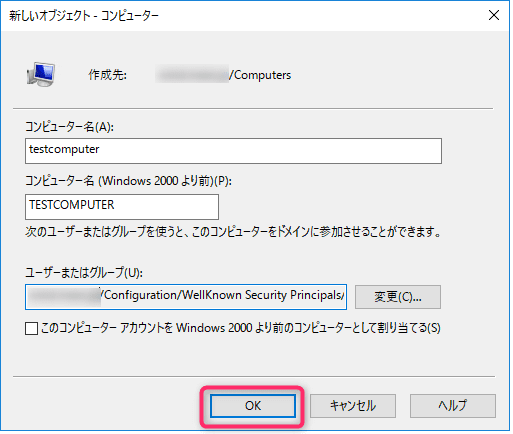 新しいオブジェクト - コンピューター
作成先: /Computers
コンピューター名(A):
testcomputer
コンピューター名 (Windows 2000 より前)(P):
TESTCOMPUTER
次のユーザーまたはグループを使うと、このコンピューターをドメインに参加させることができます。
ユーザーまたはグループ(U):
/Configuration/WellKnown Security Principals/
変更(C)...
このコンピューター アカウントを Windows 2000 より前のコンピューターとして割り当てる(S)
OK
キャンセル
ヘルプ